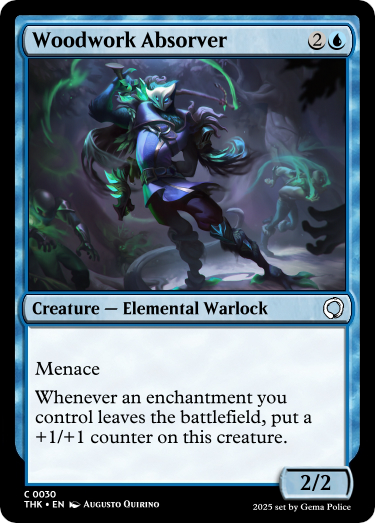 Woodwork Absorver 2
Creature — Elemental Warlock
Menace
Whenever an enchantment you
control leaves the battlefield, put a
+1/+1 counter on this creature.
2/2
C 0030
THK • EN Augusto Quirino
2025 set by Gema Police